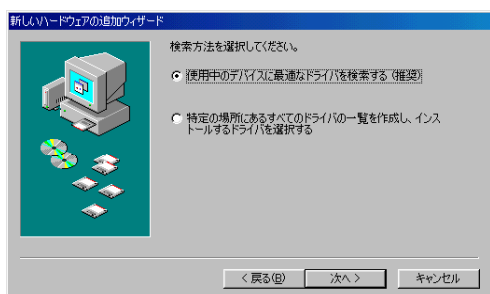 新しいハードウェアの追加ウィザード
検索方法を選択してください。
使用中のデバイスに最適なドライバを検索する (推奨)
特定の場所にあるすべてのドライバの一覧を作成し、インス
トールするドライバを選択する
< 戻る(B)
次へ >
キャンセル